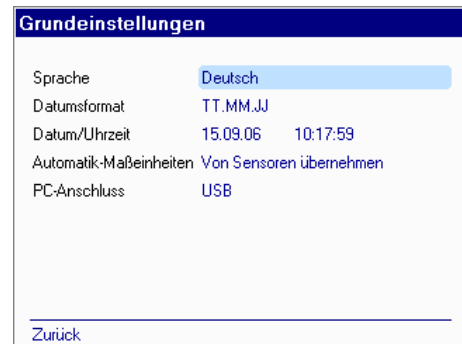 Grundeinstellungen
Sprache Deutsch
Datumsformat TT.MM.JJ
Datum/Uhrzeit 15.09.06 10:17:59
Automatik-Maßeinheiten Von Sensoren übernehmen
PC-Anschluss USB
Zurück